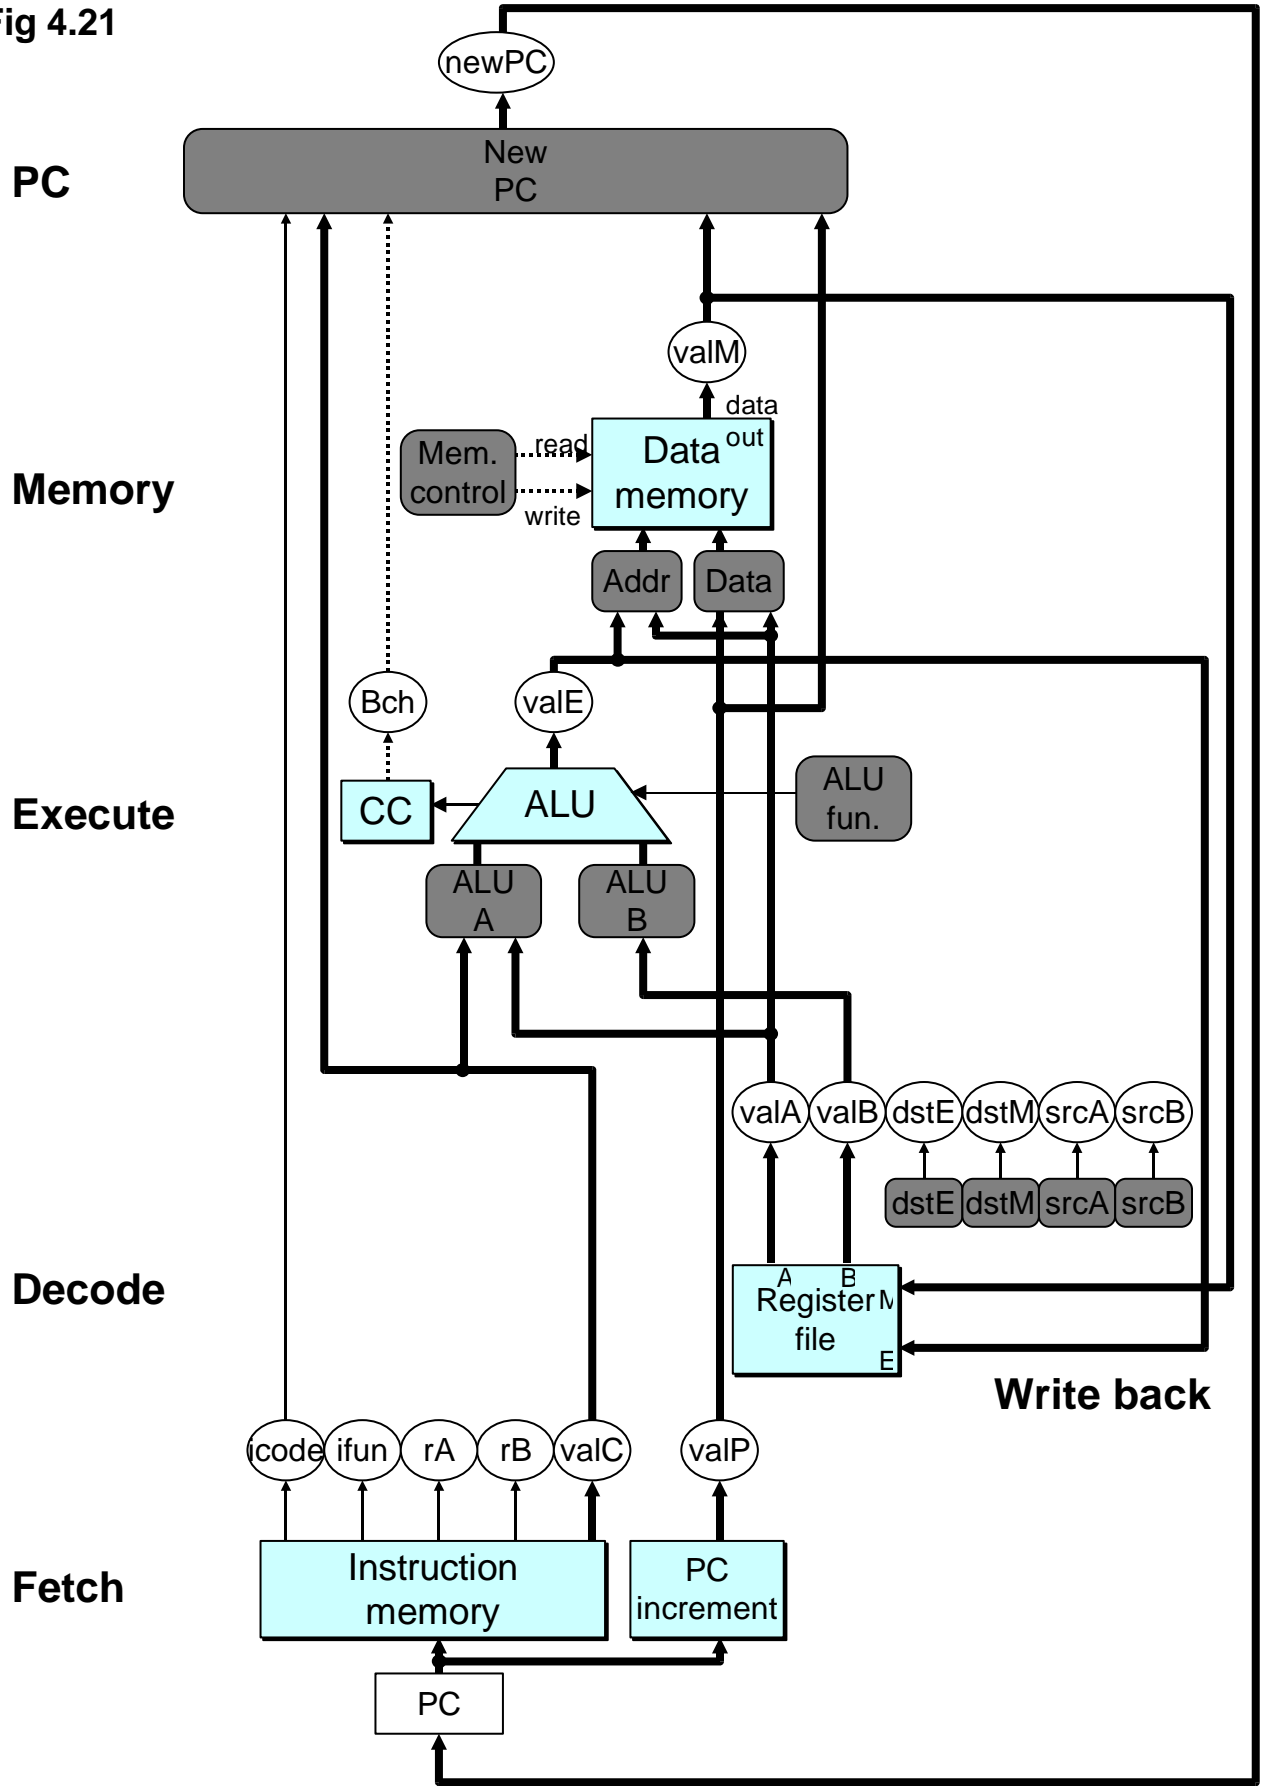 ig 4.21
newPC
New
PC
PC
valM
data
out
Mem.
control
read
write
Data
memory
Memory
Addr
Data
Bch
valE
CC
ALU
ALU
fun.
Execute
ALU
A
ALU
B
valA
valB
dstE
dstM
srcA
srcB
dstE
dstM
srcA
srcB
Decode
A
B
Register
file
M
E
Write back
icode
ifun
rA
rB
valC
valP
Fetch
Instruction
memory
PC
increment
PC